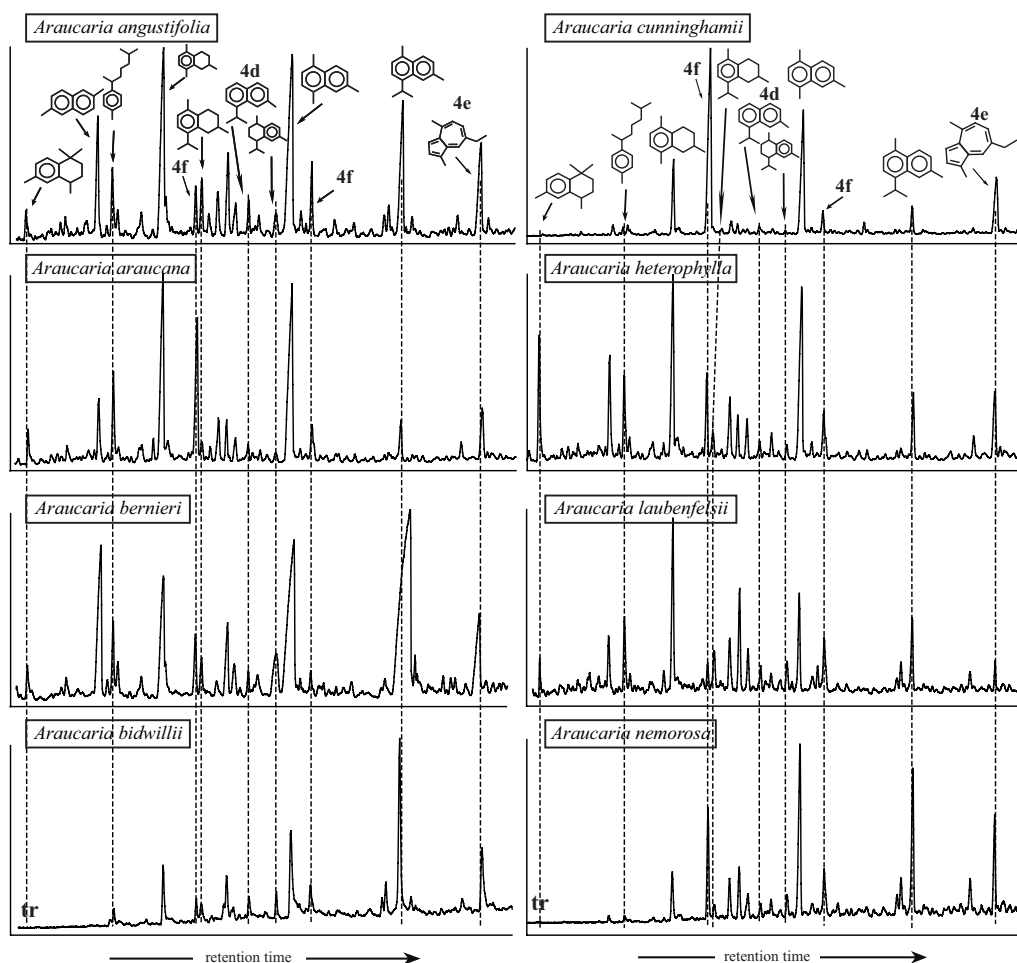 Araucaria angustifolia
4d
4f
4f
4e
Araucaria araucana
Araucaria bernieri
Araucaria bidwillii
tr
retention time
Araucaria cunninghamii
4f
4d
4f
4e
Araucaria heterophylla
Araucaria laubenfelsii
Araucaria nemorosa
tr
retention time